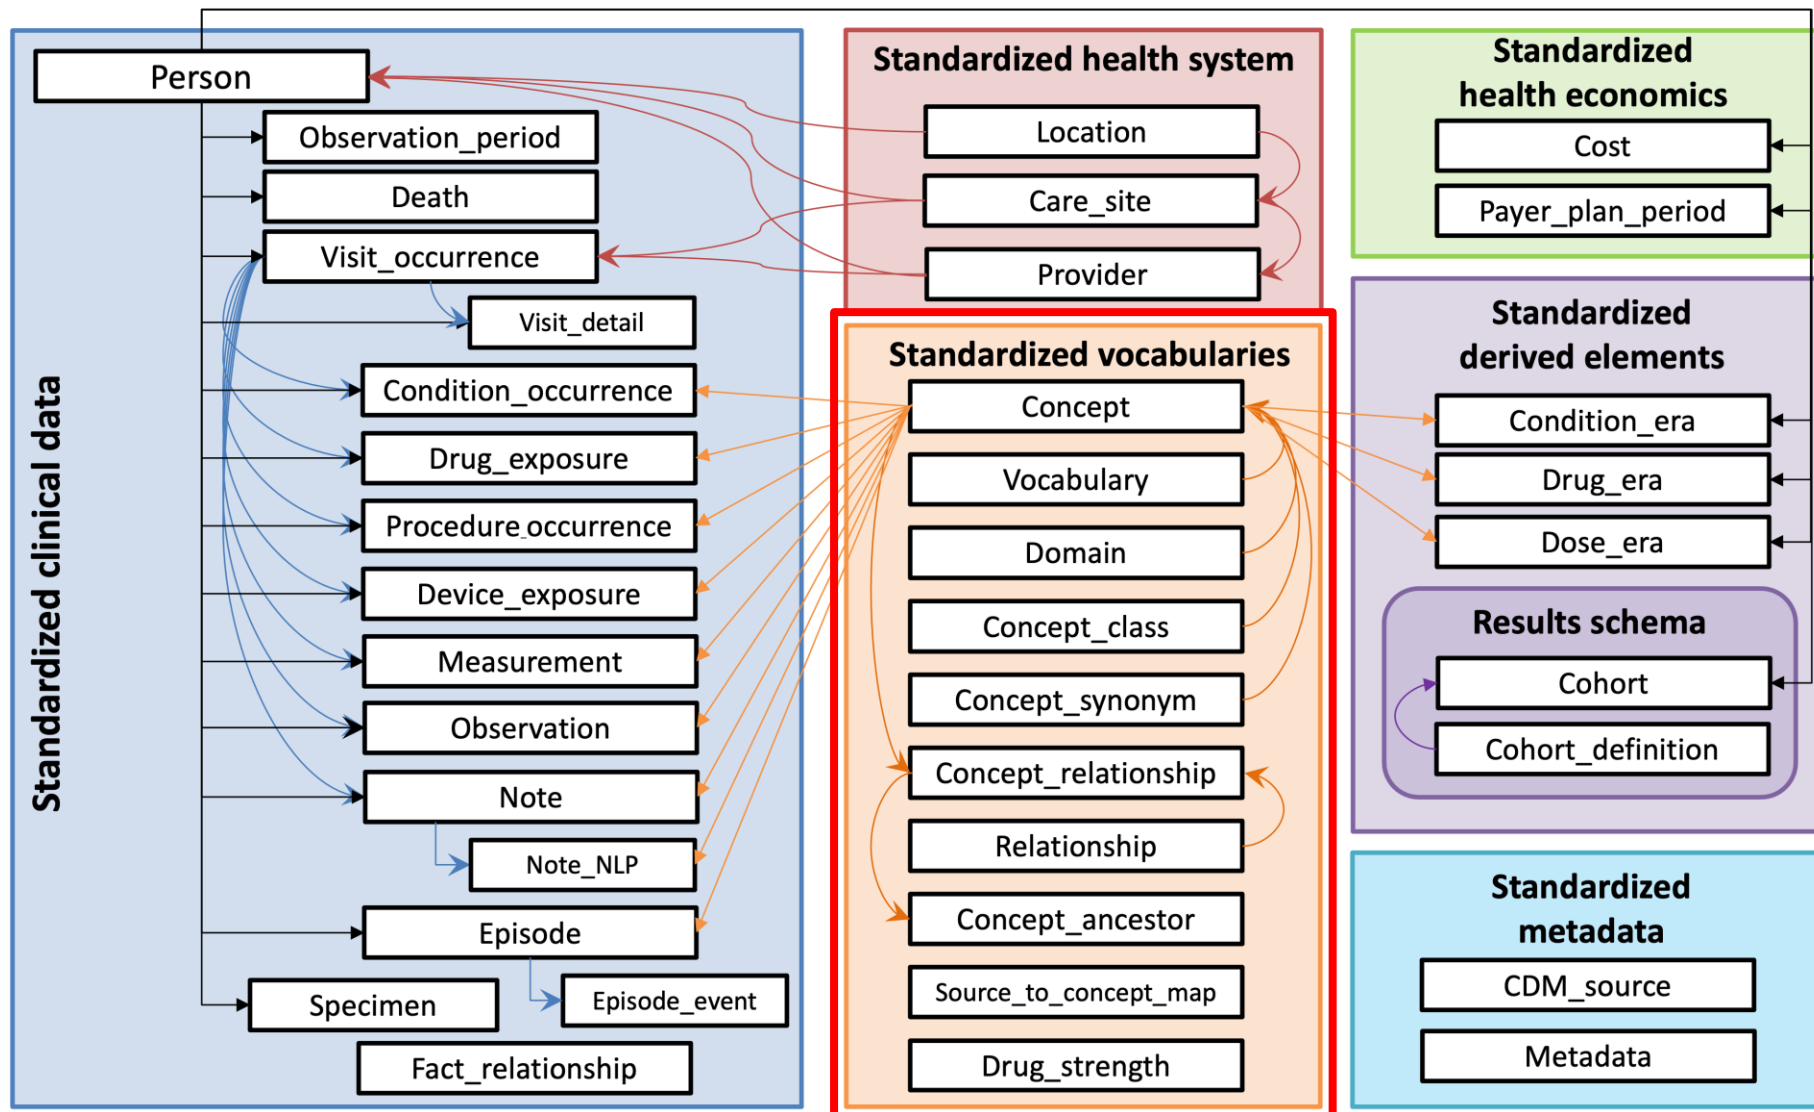 Standardized clinical data
Person
Observation_period
Death
Visit_occurrence
Visit_detail
Condition_occurrence
Drug_exposure
Procedure_occurrence
Device_exposure
Measurement
Observation
Note
Note_NLP
Episode
Specimen
Episode_event
Fact_relationship
Standardized health system
Location
Care_site
Provider
Standardized vocabularies
Concept
Vocabulary
Domain
Concept_class
Concept_synonym
Concept_relationship
Relationship
Concept_ancestor
Source_to_concept_map
Drug_strength
Standardized
health economics
Cost
Payer_plan_period
Standardized
derived elements
Condition_era
Drug_era
Dose_era
Results schema
Cohort
Cohort_definition
Standardized
metadata
CDM_source
Metadata